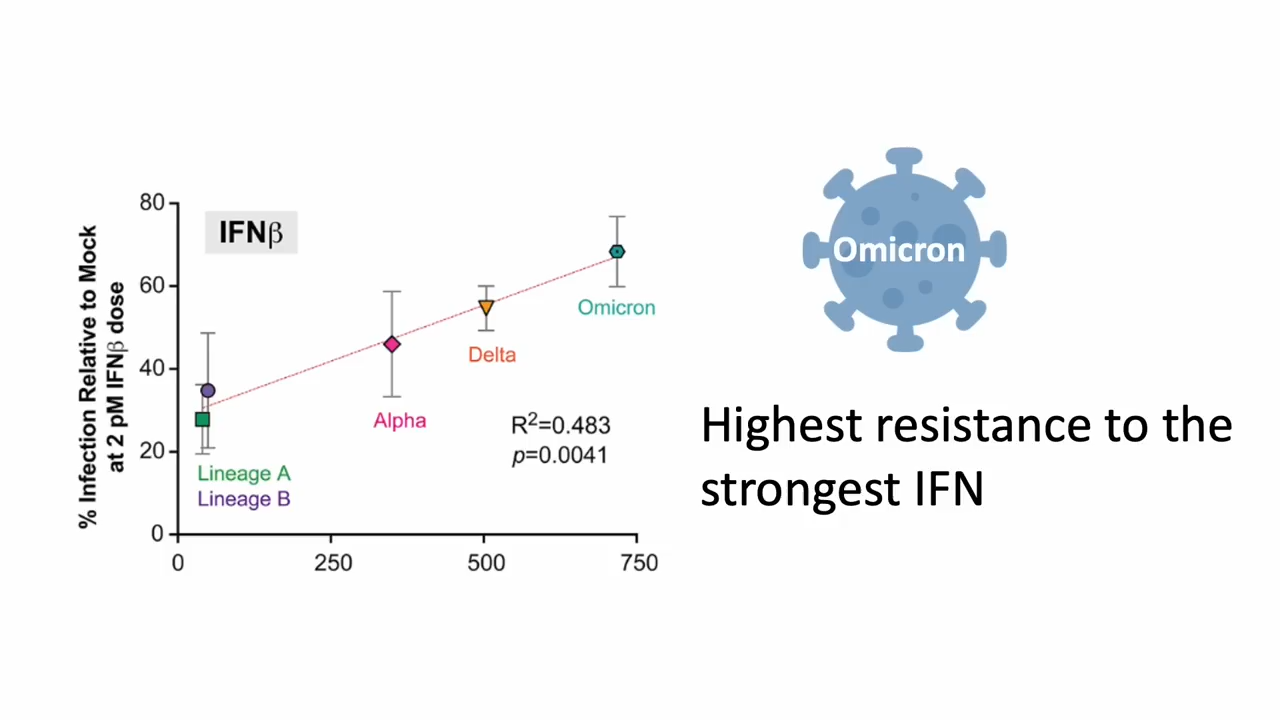 % Infection Relative to Mock
at 2 pM IFNβ dose
80
60
40
20
0
IFNβ
Omicron
Delta
Alpha
R²=0.483
p=0.0041
Lineage A
Lineage B
0
250
500
750
Omicron
Highest resistance to the
strongest IFN